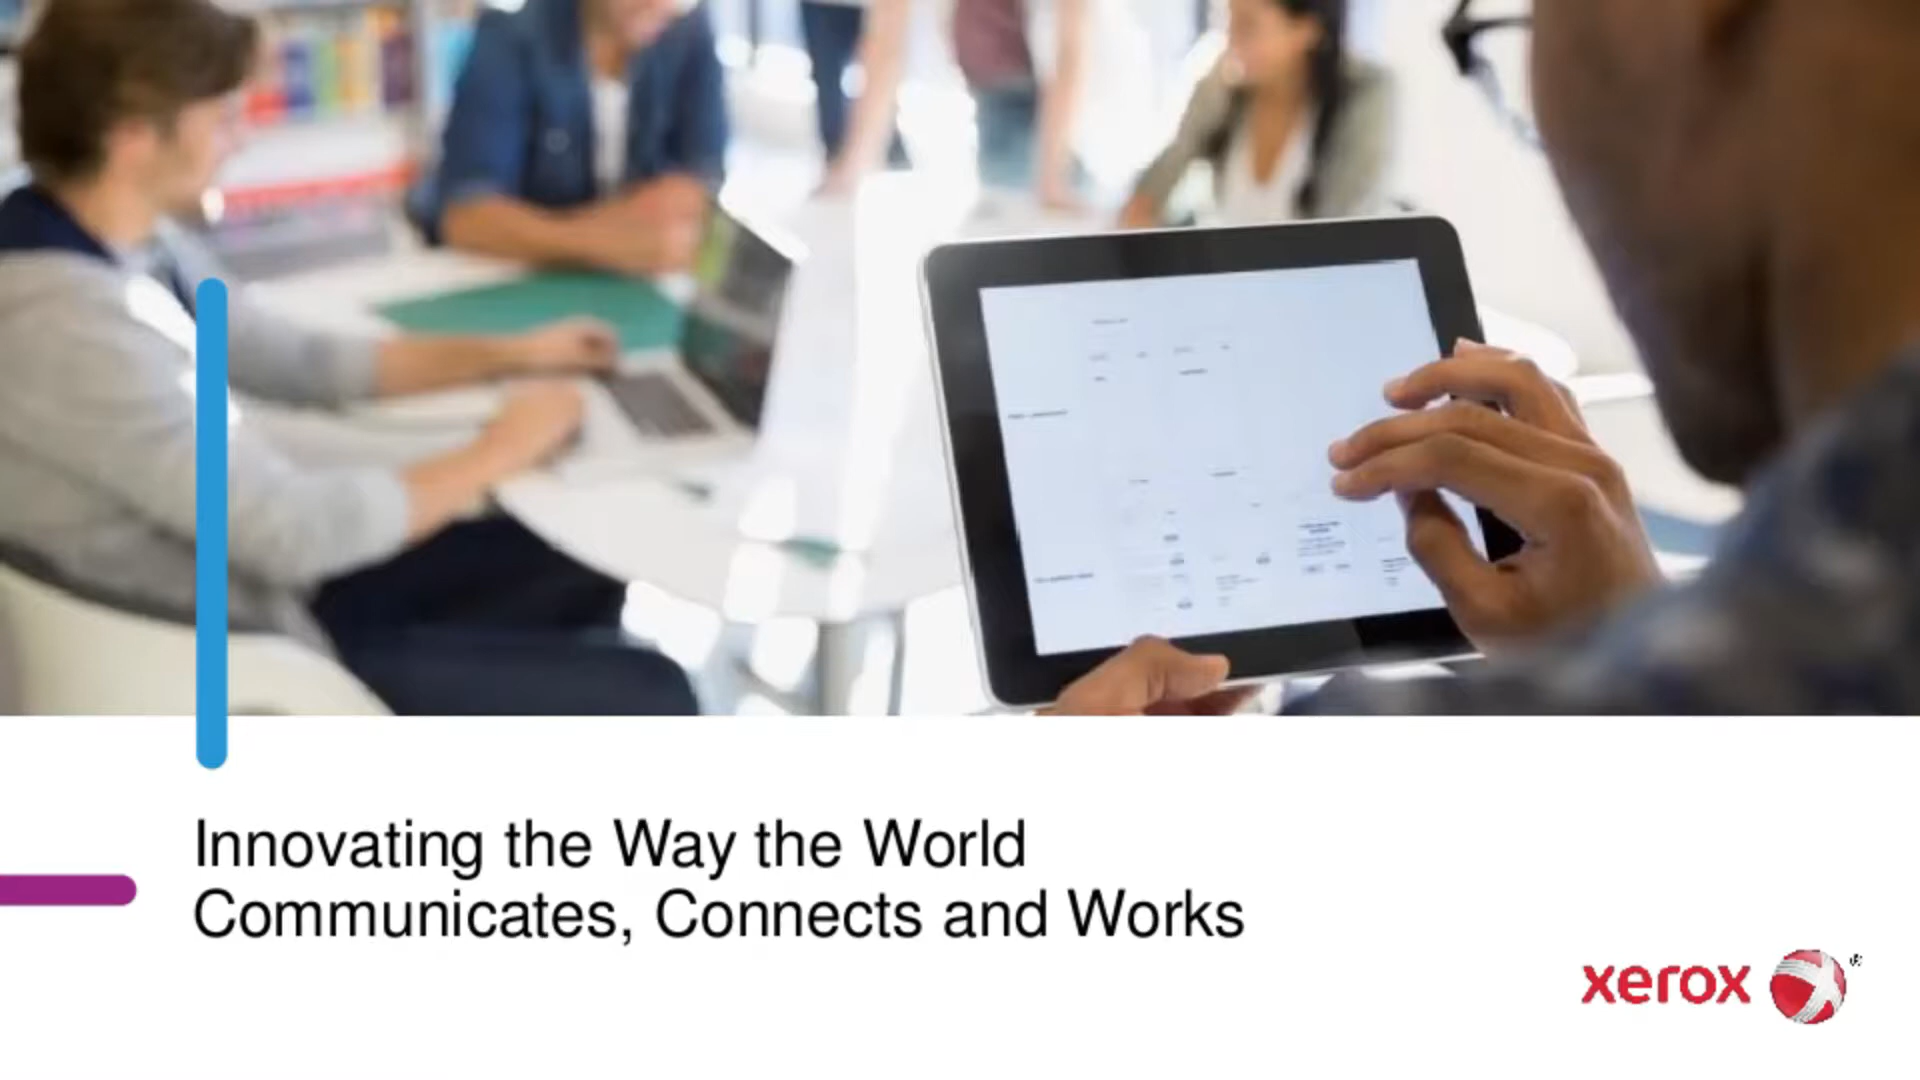 Innovating the Way the World
Communicates, Connects and Works
xerox
®